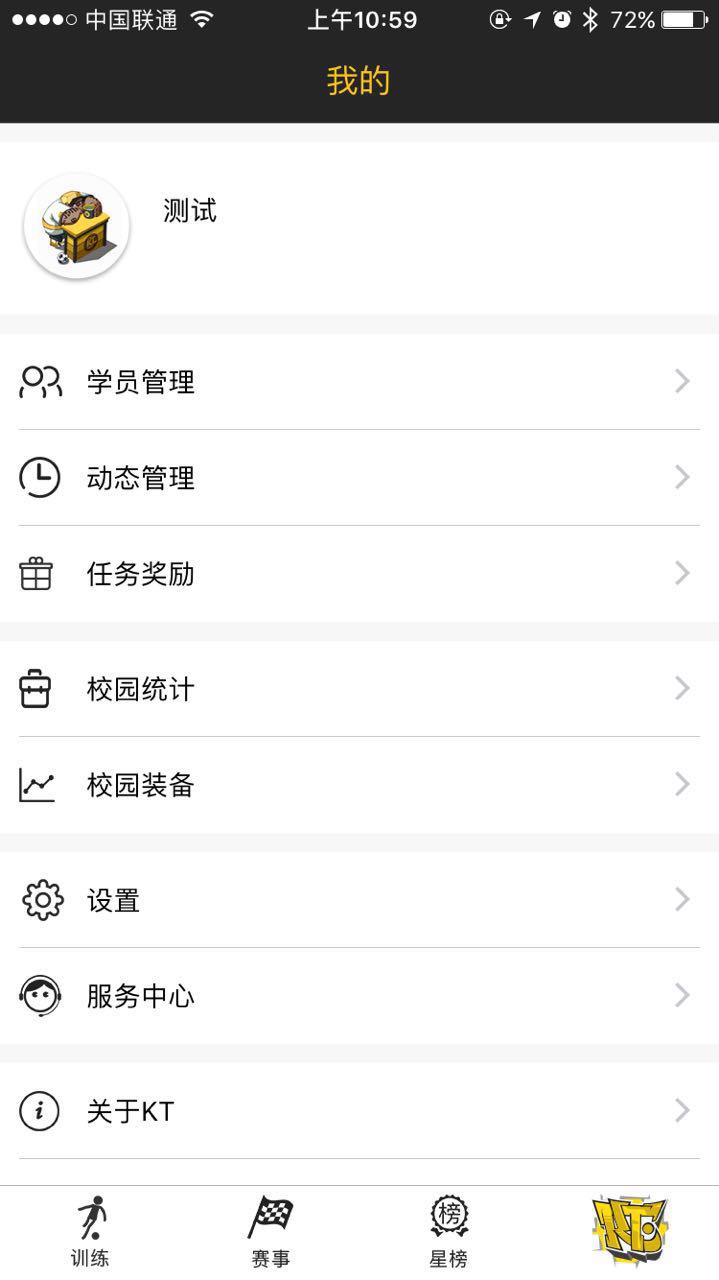 中国联通 上午10:59 72%
我的
测试
学员管理
动态管理
任务奖励
校园统计
校园装备
设置
服务中心
关于KT
训练 赛事 榜 星榜 KT